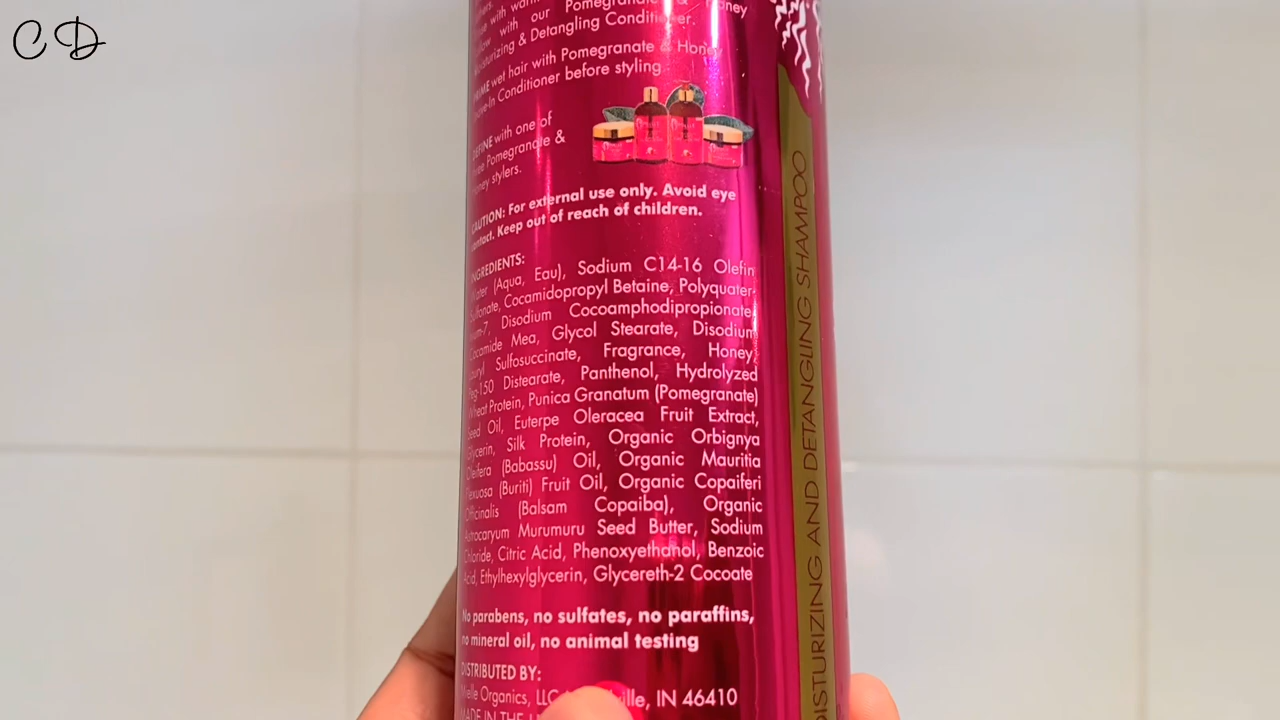 CD
with our Pomegranate & Honey
& Detangling Conditioner.
wet hair with Pomegranate & Honey
Conditioner before styling.
with one of
Pomegranate &
Honey stylers.
CAUTION: For external use only. Avoid eye
contact. Keep out of reach of children.
INGREDIENTS:
Water (Aqua, Eau), Sodium C14-16 Olefin
Sulfonate, Cocamidopropyl Betaine, Polyquater-
nium-7, Disodium Cocoamphodipropionate,
Cocamide Mea, Glycol Stearate, Disodium
Lauryl Sulfosuccinate, Fragrance, Honey,
Peg-150 Distearate, Panthenol, Hydrolyzed
Wheat Protein, Punica Granatum (Pomegranate)
Seed Oil, Euterpe Oleracea Fruit Extract,
Glycerin, Silk Protein, Organic Orbignya
Oleifera (Babassu) Oil, Organic Mauritia
Flexuosa (Buriti) Fruit Oil, Organic Copaiferi
Officinalis (Balsam Copaiba), Organic
Astrocaryum Murumuru Seed Butter, Sodium
Chloride, Citric Acid, Phenoxyethanol, Benzoic
Acid, Ethylhexylglycerin, Glycereth-2 Cocoate
No parabens, no sulfates, no paraffins,
no mineral oil, no animal testing
DISTRIBUTED BY:
Mielle Organics, LLC ville, IN 46410
MADE IN THE
MOISTURIZING AND DETANGLING SHAMPOO